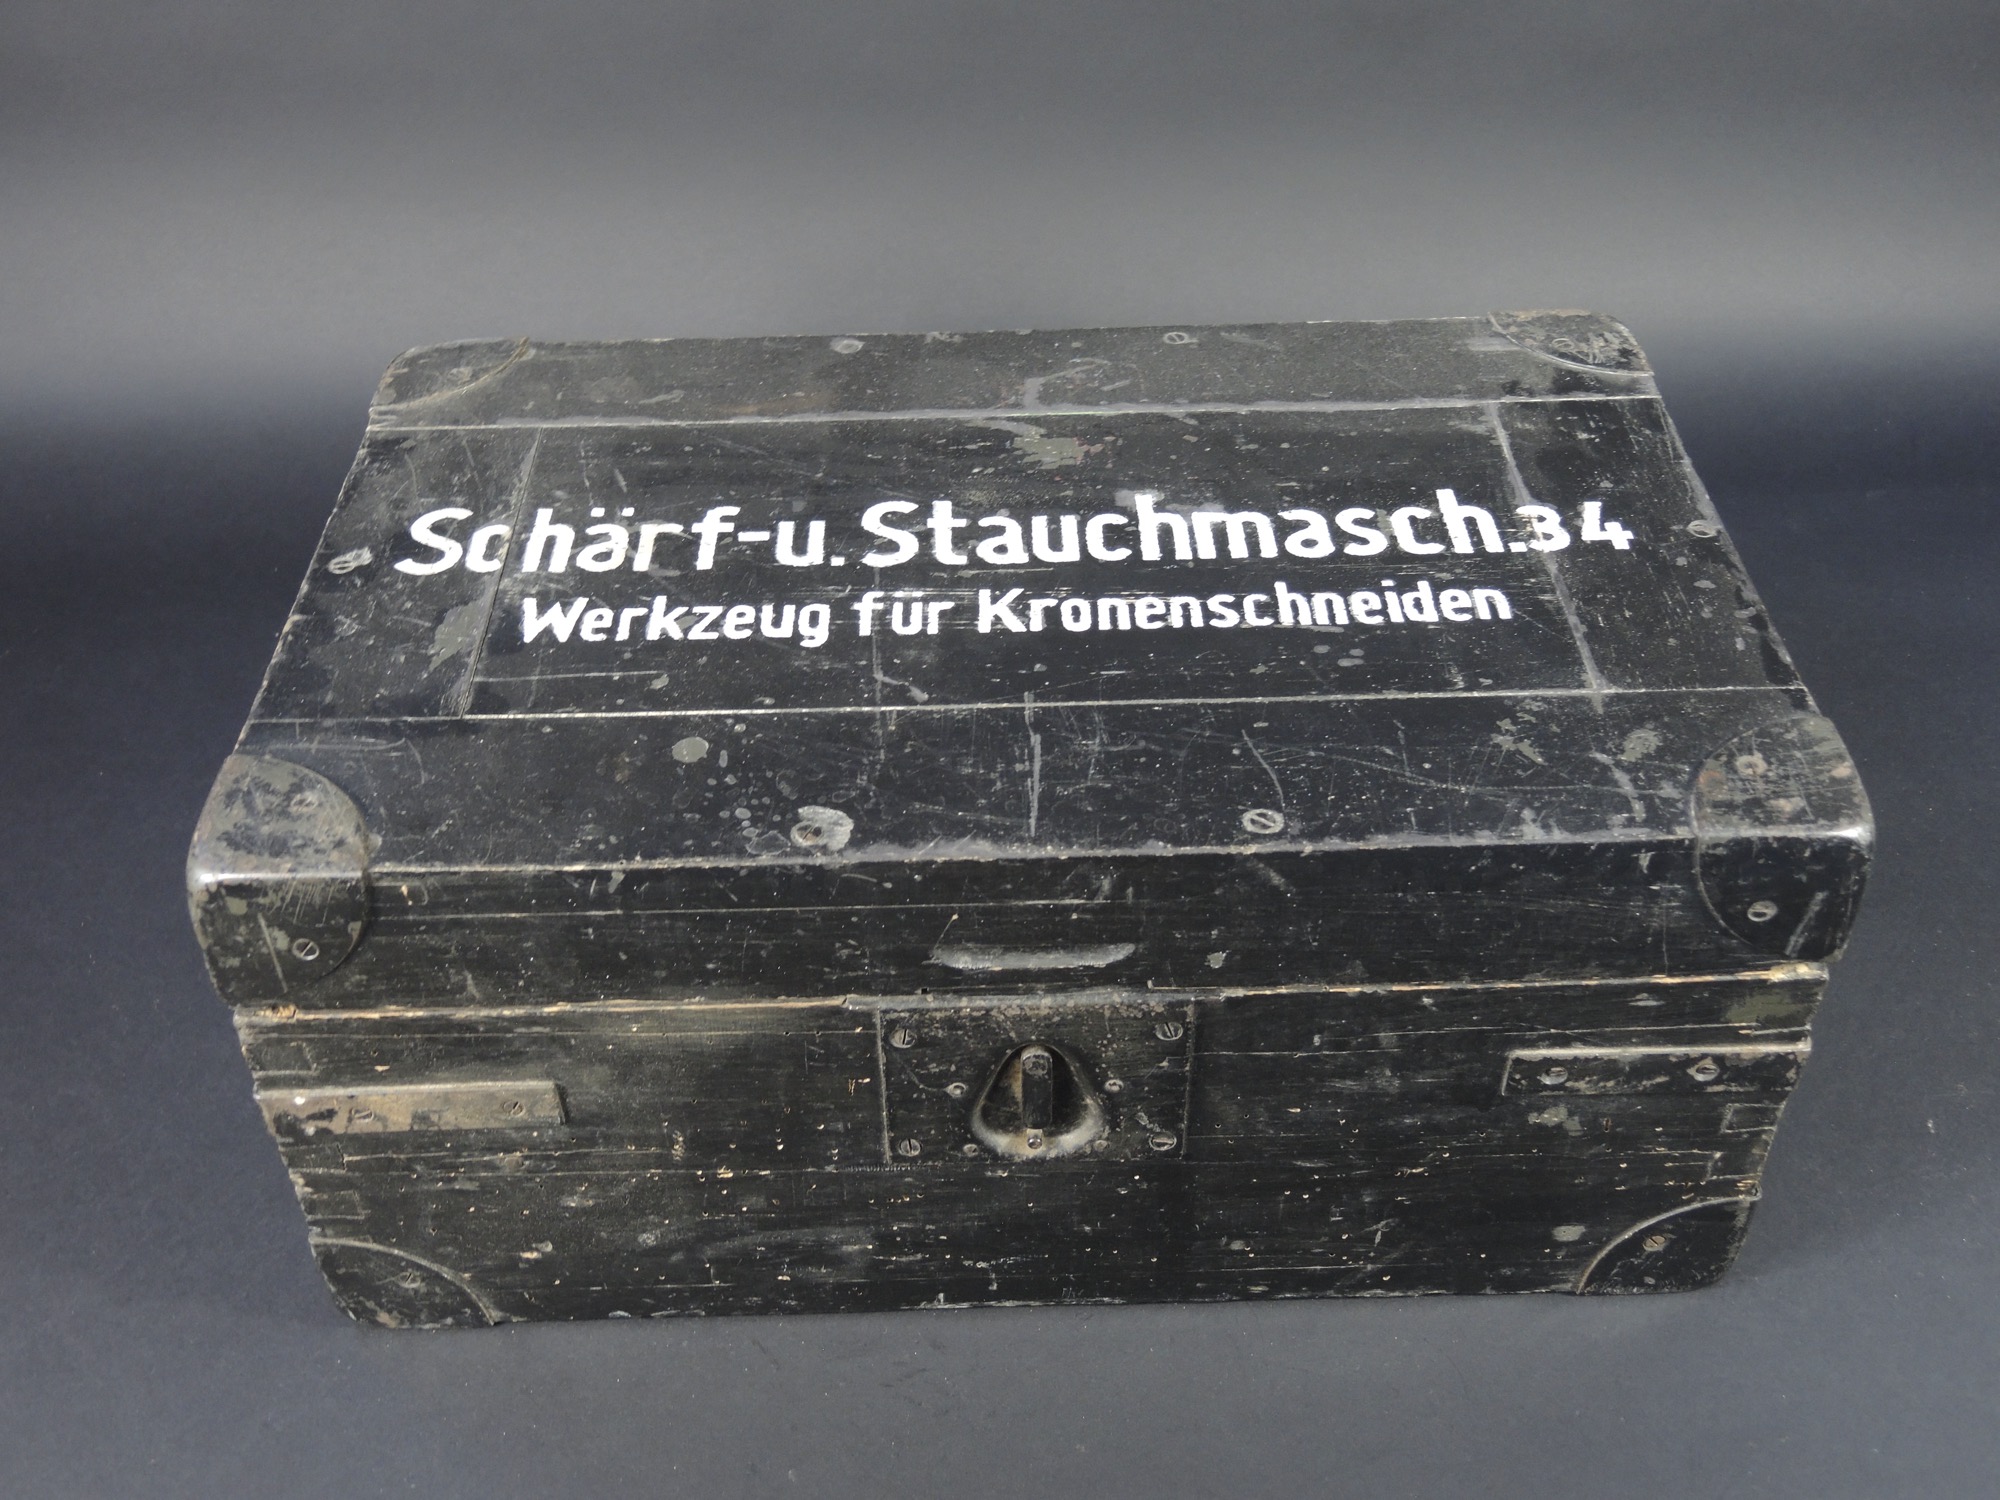 Schärf-u. Stauchmasch.34
Werkzeug für Kronenschneiden